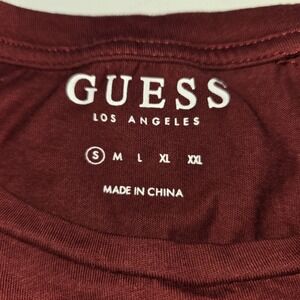 GUESS
LOS ANGELES
S M L XL XXL
MADE IN CHINA